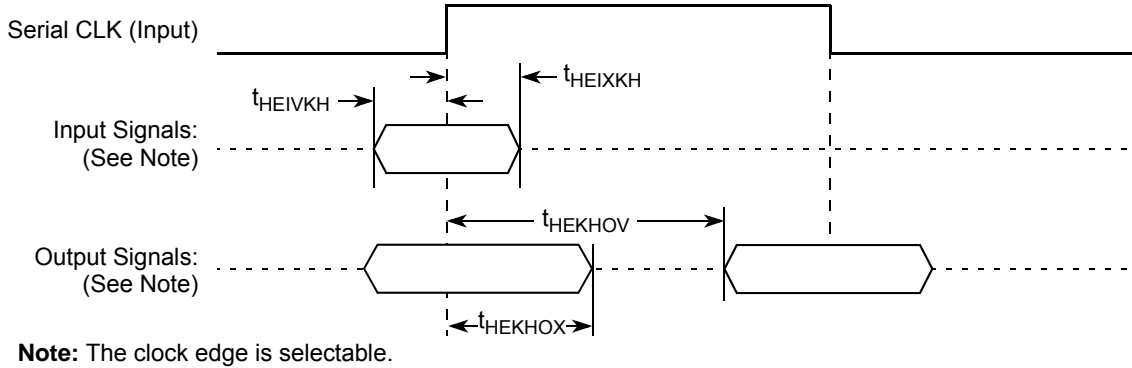 Serial CLK (Input)
tHEIXKH
tHEIVKH
Input Signals:
(See Note)
tHEKHOV
Output Signals:
(See Note)
tHEKHOX
Note: The clock edge is selectable.